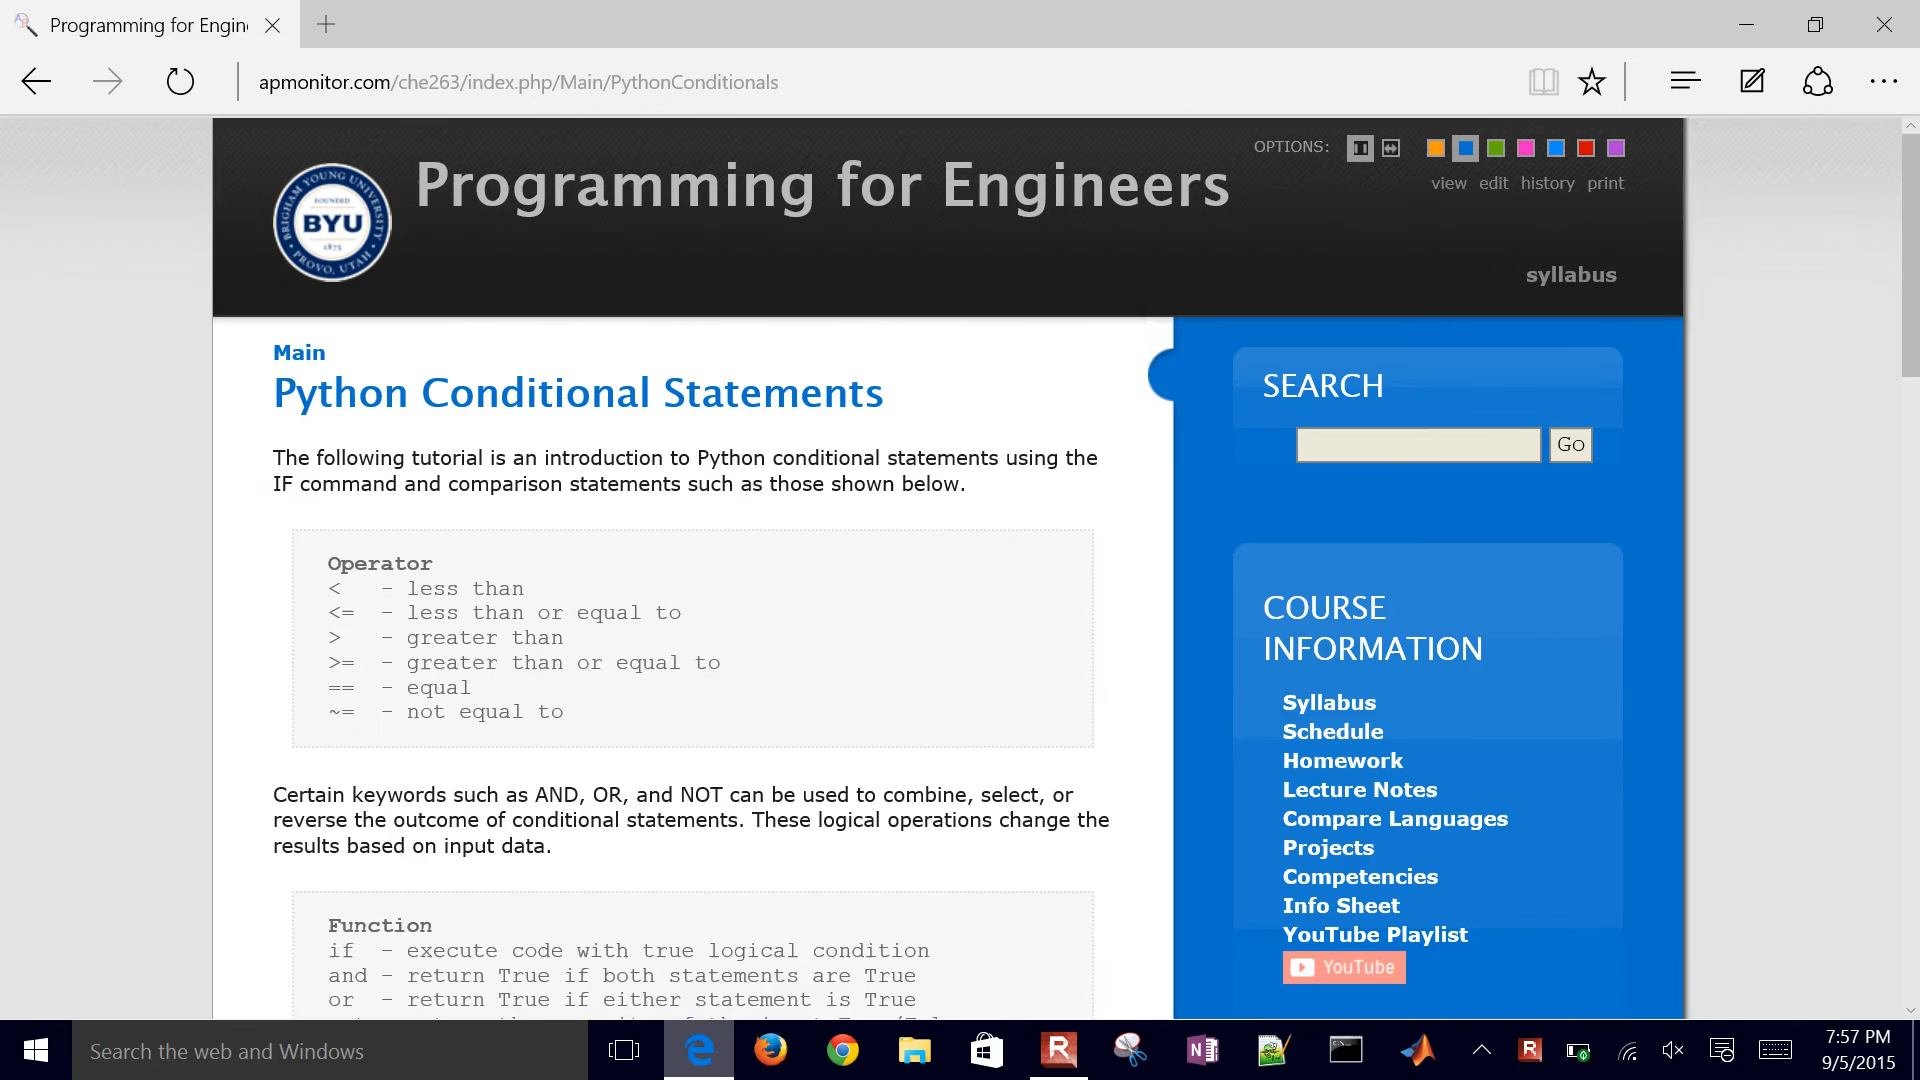 Programming for Engin
apmonitor.com/che263/index.php/Main/PythonConditionals
OPTIONS:
view edit history print
BRIGHAM YOUNG UNIVERSITY
FOUNDED
BYU
1875
PROVO, UTAH
Programming for Engineers
syllabus
Main
Python Conditional Statements
The following tutorial is an introduction to Python conditional statements using the
IF command and comparison statements such as those shown below.
Operator
< - less than
<= - less than or equal to
> - greater than
>= - greater than or equal to
== - equal
~= - not equal to
Certain keywords such as AND, OR, and NOT can be used to combine, select, or
reverse the outcome of conditional statements. These logical operations change the
results based on input data.
Function
if - execute code with true logical condition
and - return True if both statements are True
or - return True if either statement is True
SEARCH
Go
COURSE
INFORMATION
Syllabus
Schedule
Homework
Lecture Notes
Compare Languages
Projects
Competencies
Info Sheet
YouTube Playlist
YouTube
Search the web and Windows
7:57 PM
9/5/2015